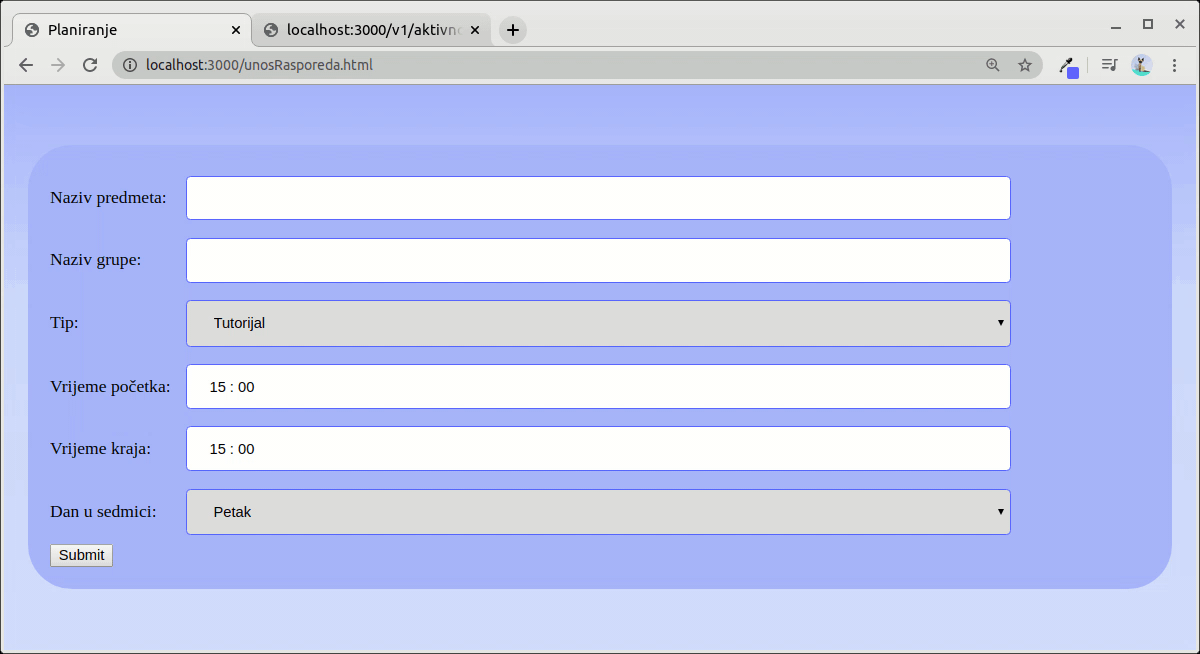 Planiranje
localhost:3000/v1/aktivno
localhost:3000/unosRasporeda.html
Naziv predmeta:
Naziv grupe:
Tip:
Tutorijal
Vrijeme početka:
15 : 00
Vrijeme kraja:
15 : 00
Dan u sedmici:
Petak
Submit